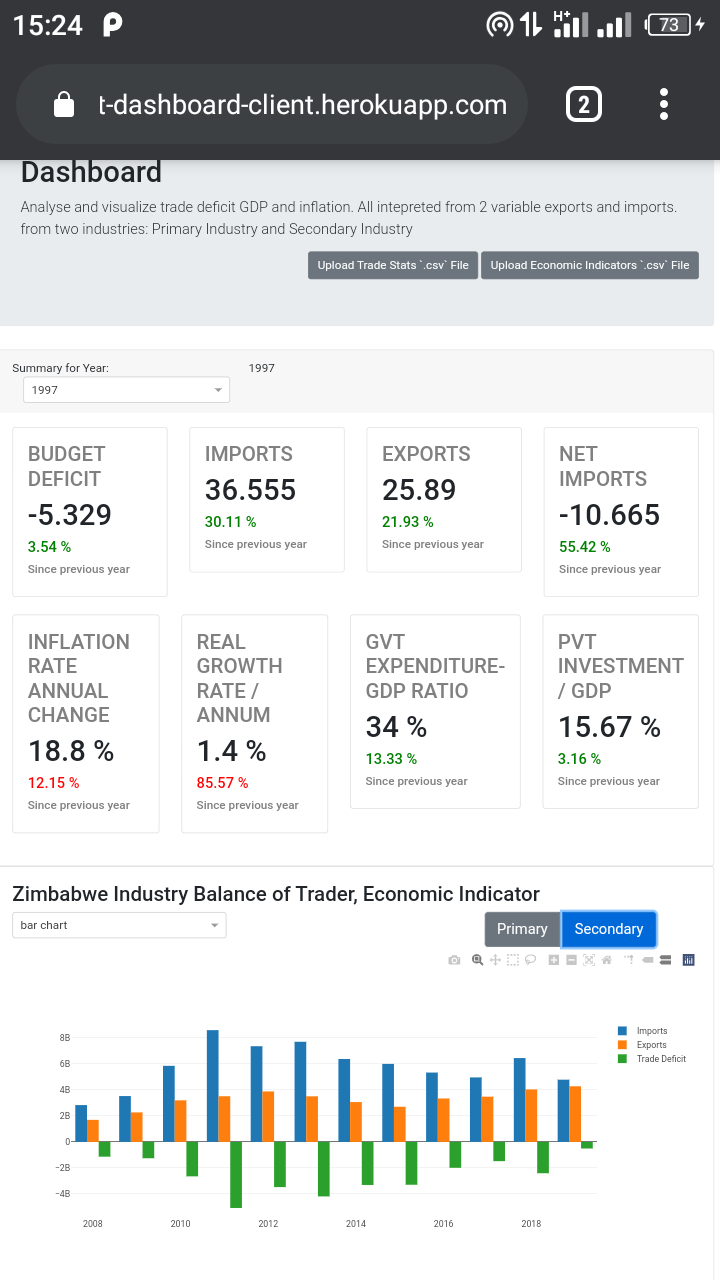 15:24
H+
73
t-dashboard-client.herokuapp.com
2
Dashboard
Analyse and visualize trade deficit GDP and inflation. All intepreted from 2 variable exports and imports.
from two industries: Primary Industry and Secondary Industry
Upload Trade Stats `.csv` File
Upload Economic Indicators `.csv` File
Summary for Year:
1997
1997
BUDGET
DEFICIT
-5.329
3.54 %
Since previous year
IMPORTS
36.555
30.11 %
Since previous year
EXPORTS
25.89
21.93 %
Since previous year
NET
IMPORTS
-10.665
55.42 %
Since previous year
INFLATION
RATE
ANNUAL
CHANGE
18.8 %
12.15 %
Since previous year
REAL
GROWTH
RATE /
ANNUM
1.4 %
85.57 %
Since previous year
GVT
EXPENDITURE-
GDP RATIO
34 %
13.33 %
Since previous year
PVT
INVESTMENT
/ GDP
15.67 %
3.16 %
Since previous year
Zimbabwe Industry Balance of Trader, Economic Indicator
bar chart
Primary
Secondary
8B
6B
4B
2B
0
−2B
−4B
2008
2010
2012
2014
2016
2018
Imports
Exports
Trade Deficit